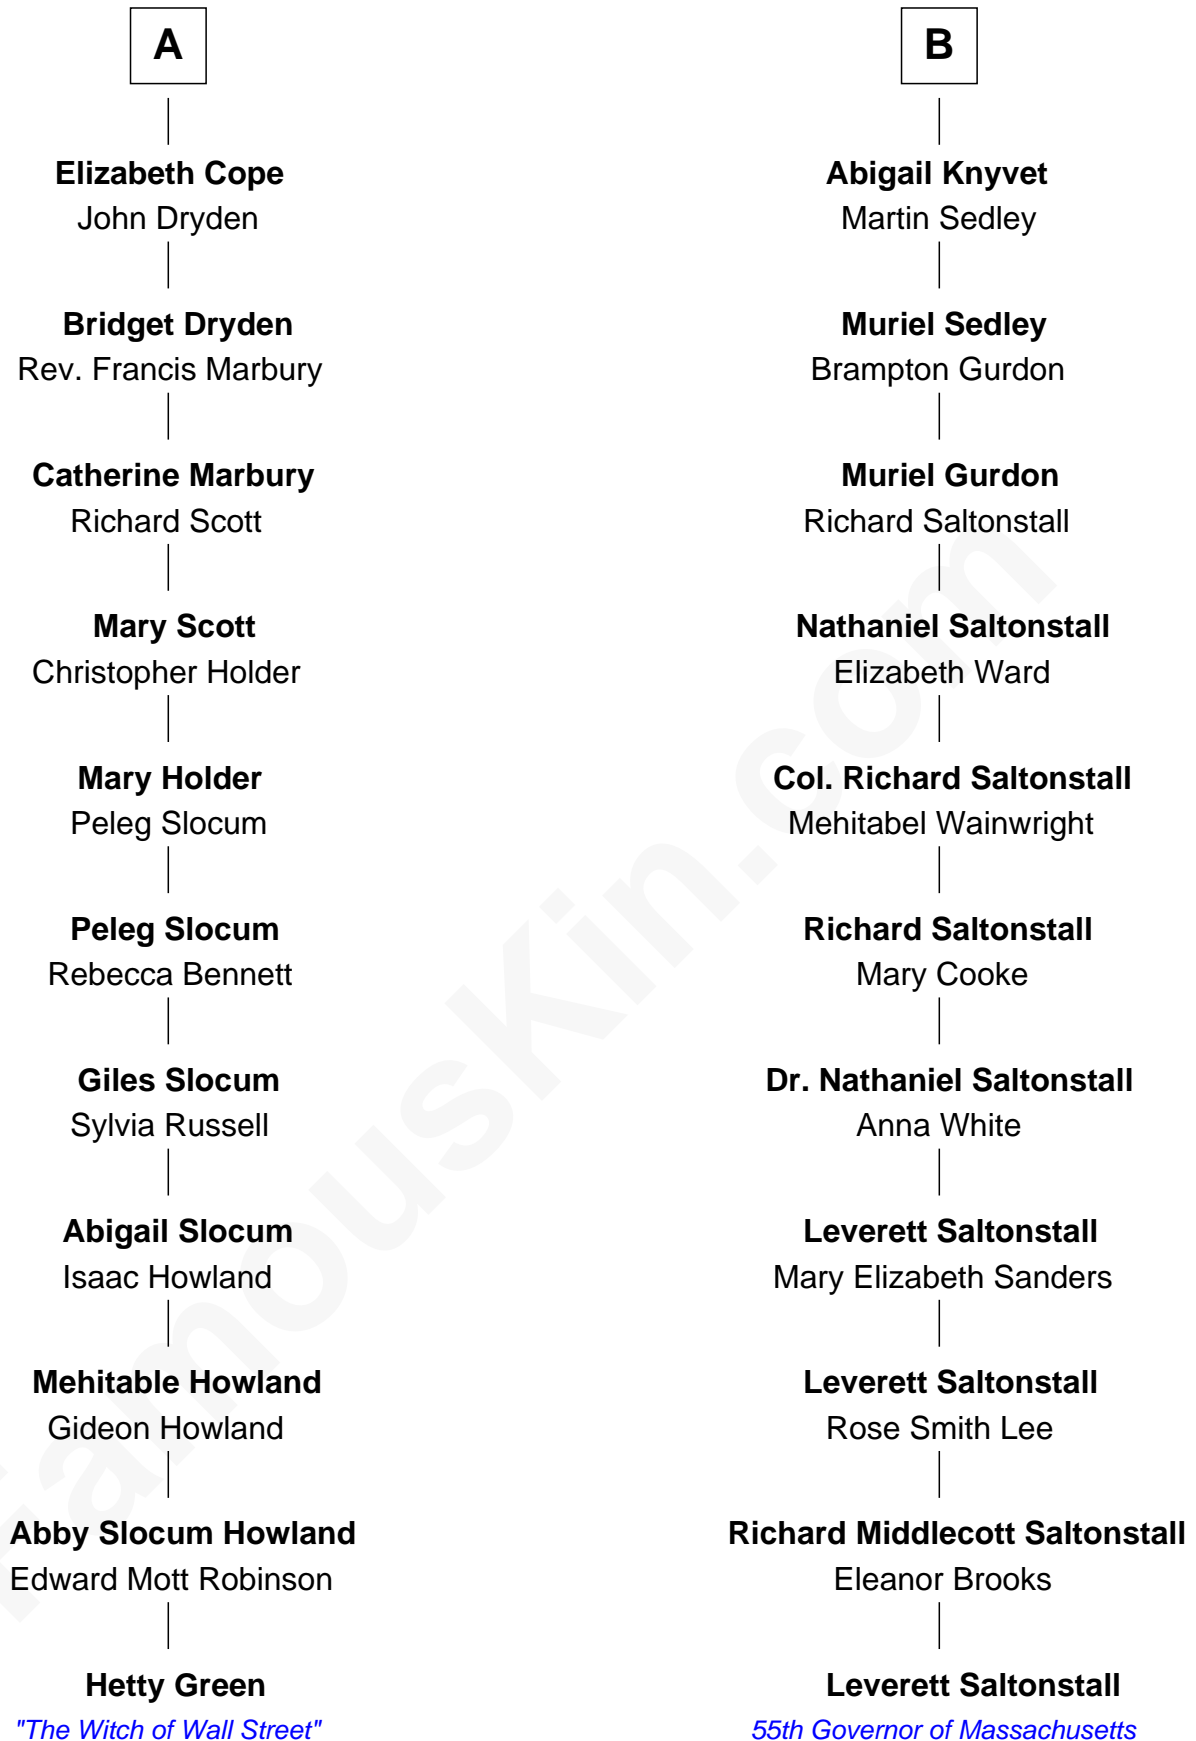 A
Elizabeth Cope
John Dryden
Bridget Dryden
Rev. Francis Marbury
Catherine Marbury
Richard Scott
Mary Scott
Christopher Holder
Mary Holder
Peleg Slocum
Peleg Slocum
Rebecca Bennett
Giles Slocum
Sylvia Russell
Abigail Slocum
Isaac Howland
Mehitable Howland
Gideon Howland
Abby Slocum Howland
Edward Mott Robinson
Hetty Green
"The Witch of Wall Street"
B
Abigail Knyvet
Martin Sedley
Muriel Sedley
Brampton Gurdon
Muriel Gurdon
Richard Saltonstall
Nathaniel Saltonstall
Elizabeth Ward
Col. Richard Saltonstall
Mehitabel Wainwright
Richard Saltonstall
Mary Cooke
Dr. Nathaniel Saltonstall
Anna White
Leverett Saltonstall
Mary Elizabeth Sanders
Leverett Saltonstall
Rose Smith Lee
Richard Middlecott Saltonstall
Eleanor Brooks
Leverett Saltonstall
55th Governor of Massachusetts
FamousKin.com